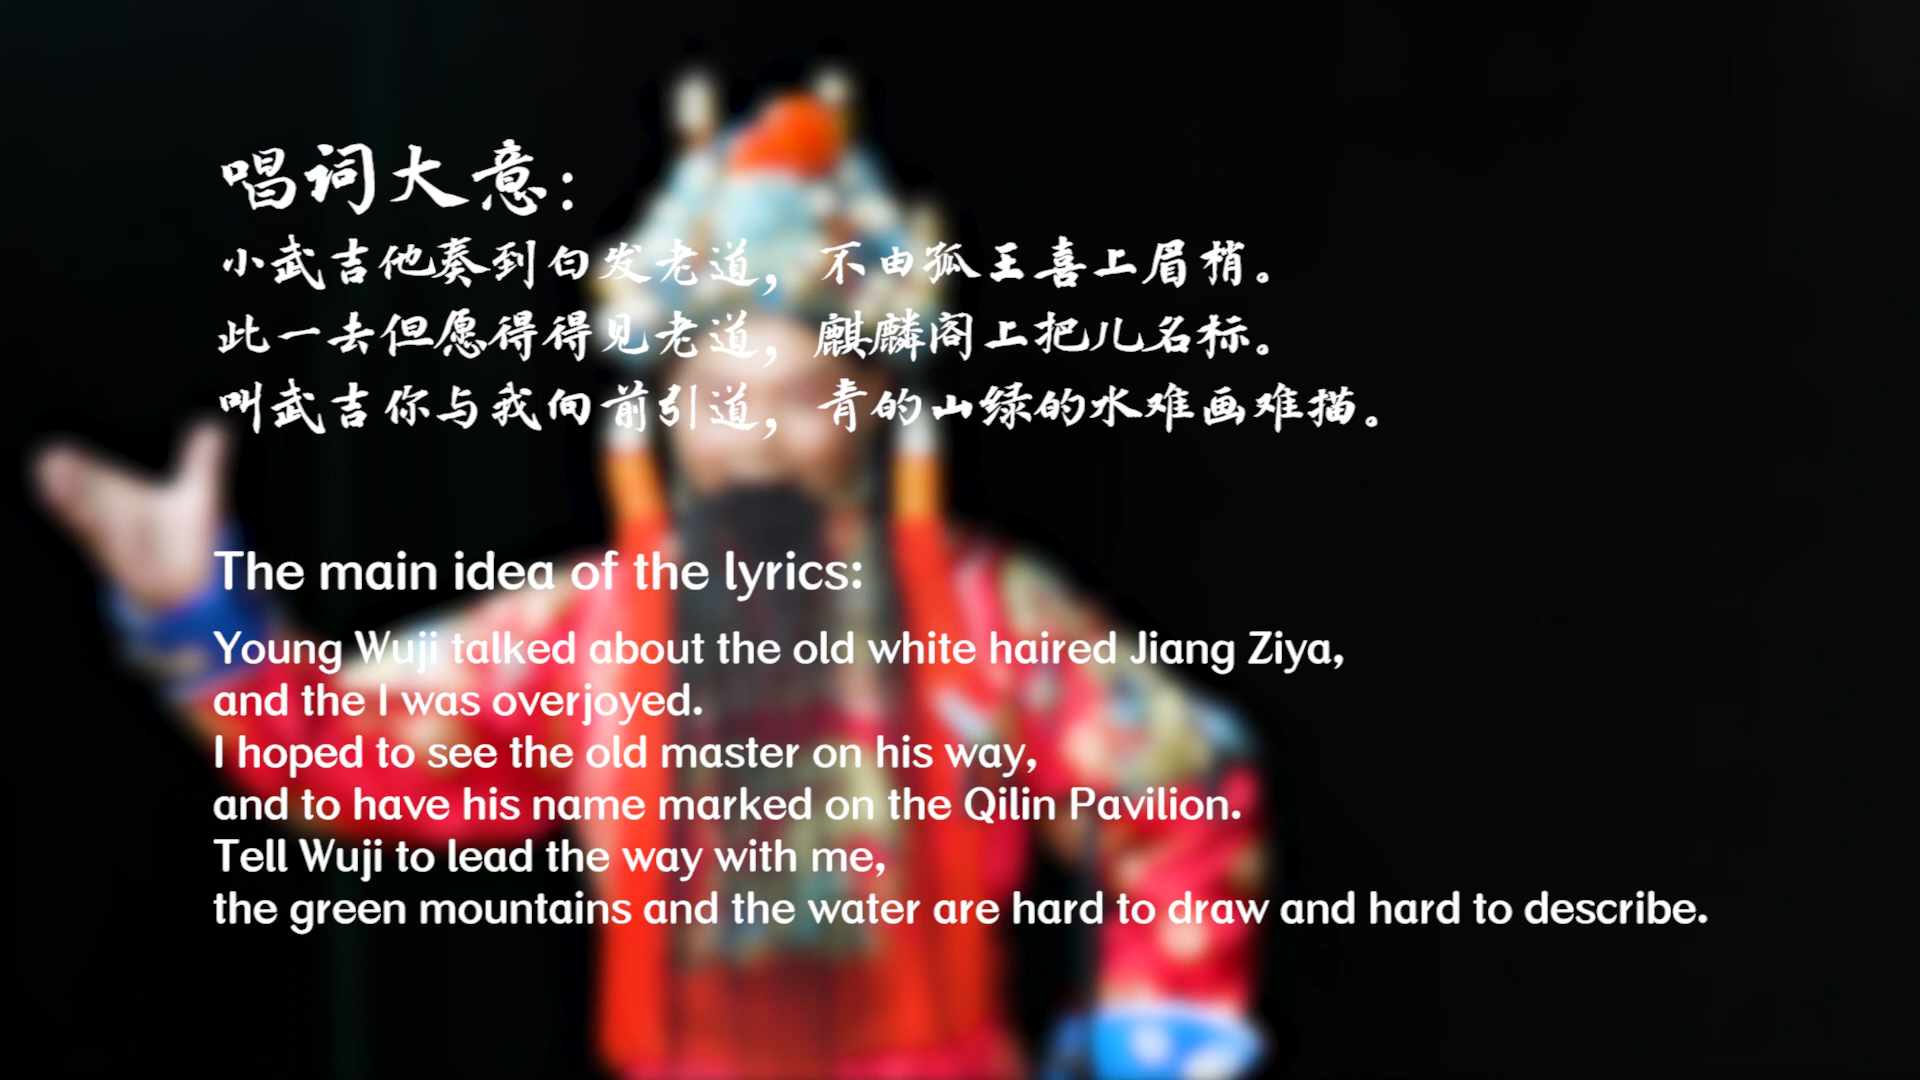 唱词大意：
小武吉他奏到白发老道，不由孤王喜上眉梢。
此一去但愿得得见老道，麒麟阁上把儿名标。
叫武吉你与我向前引道，青的山绿的水难画难描。
The main idea of the lyrics:
Young Wuji talked about the old white haired Jiang Ziya,
and the I was overjoyed.
I hoped to see the old master on his way,
and to have his name marked on the Qilin Pavilion.
Tell Wuji to lead the way with me,
the green mountains and the water are hard to draw and hard to describe.